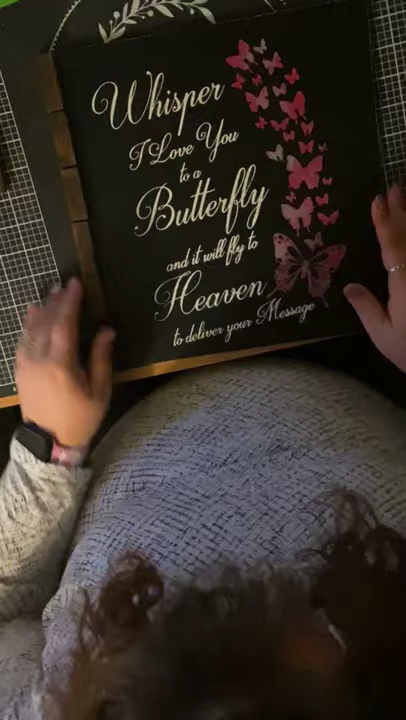 Whisper
I Love You
to a
Butterfly
and it will fly to
Heaven
to deliver your Message